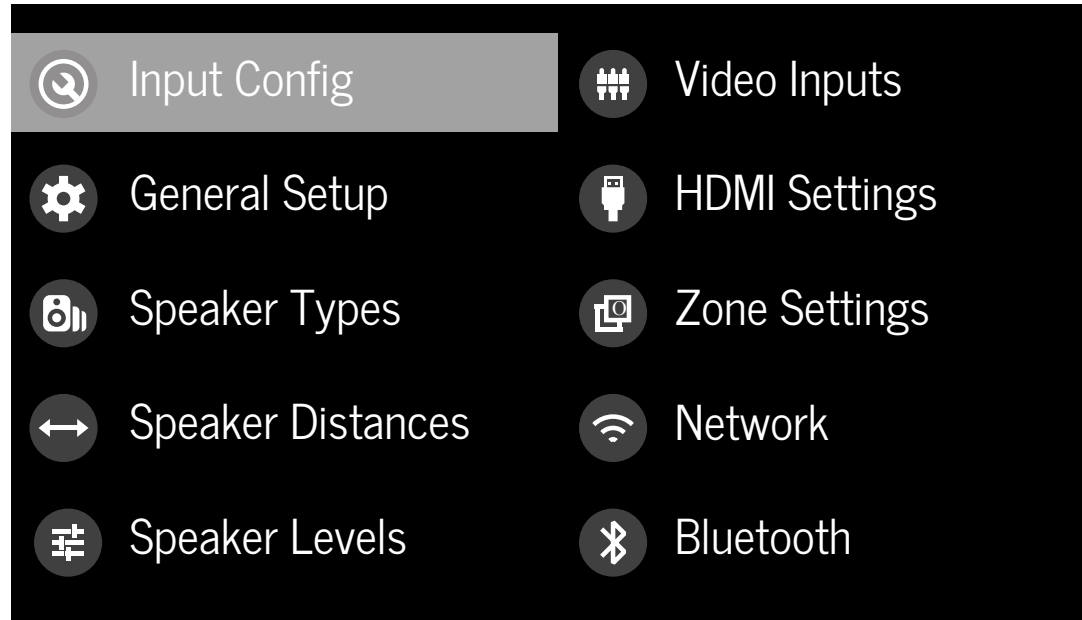 Input Config
General Setup
Speaker Types
Speaker Distances
Speaker Levels
Video Inputs
HDMI Settings
Zone Settings
Network
Bluetooth